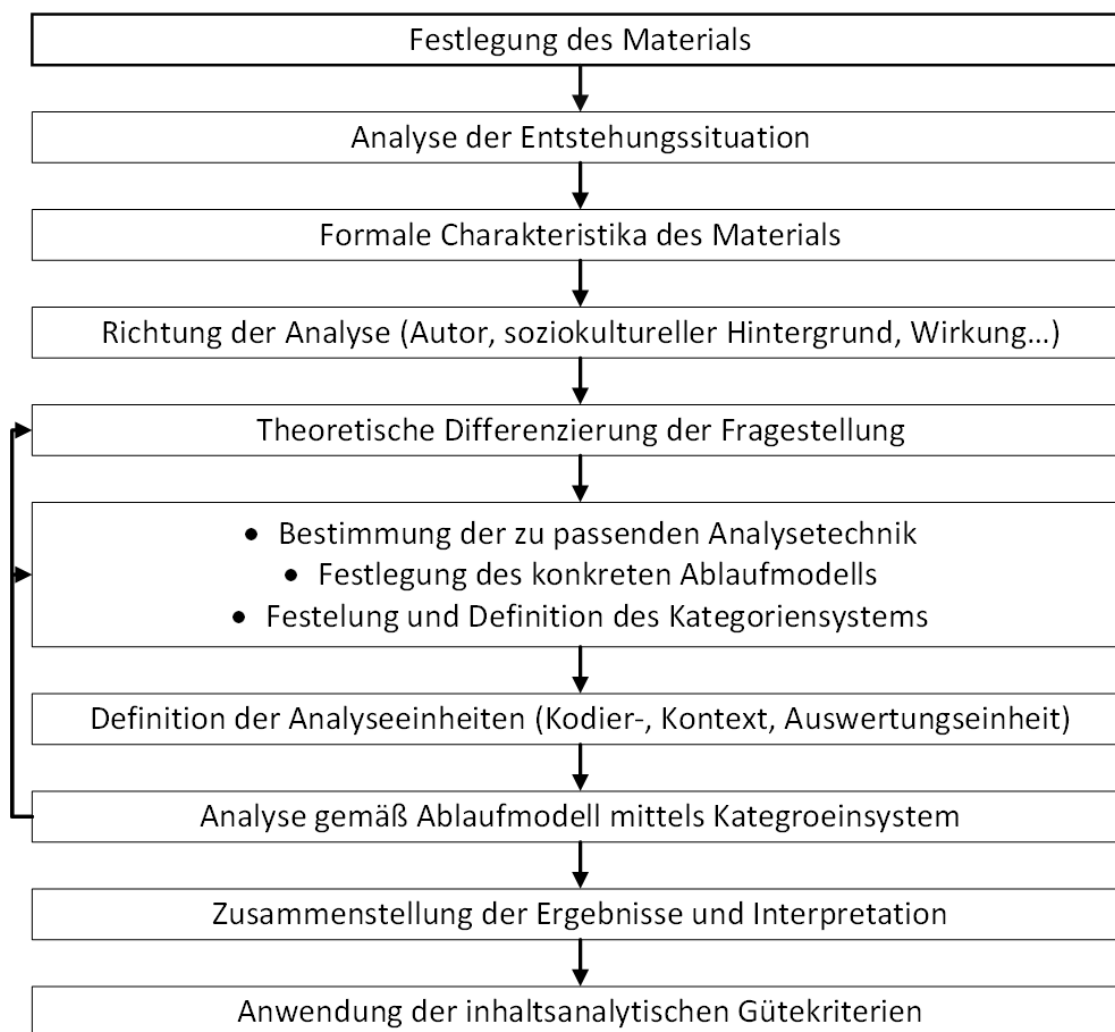 Festlegung des Materials
Analyse der Entstehungssituation
Formale Charakteristika des Materials
Richtung der Analyse (Autor, soziokultureller Hintergrund, Wirkung...)
Theoretische Differenzierung der Fragestellung
• Bestimmung der zu passenden Analysetechnik
• Festlegung des konkreten Ablaufmodells
• Festelung und Definition des Kategoriensystems
Definition der Analyseeinheiten (Kodier-, Kontext, Auswertungseinheit)
Analyse gemäß Ablaufmodell mittels Kategroeinsystem
Zusammenstellung der Ergebnisse und Interpretation
Anwendung der inhaltsanalytischen Gütekriterien